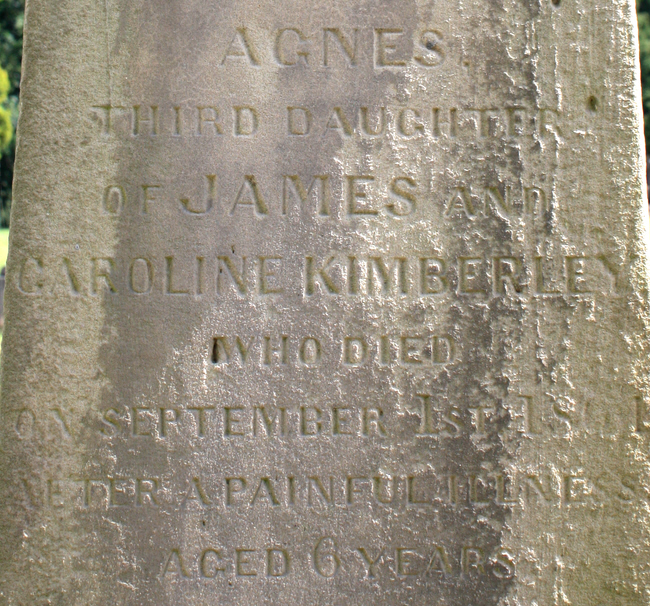 AGNES.
THIRD DAUGHTER
OF JAMES AND
CAROLINE KIMBERLEY
WHO DIED
ON SEPTEMBER 1ST
AFTER A PAINFUL ILLNESS.
AGED 6 YEARS